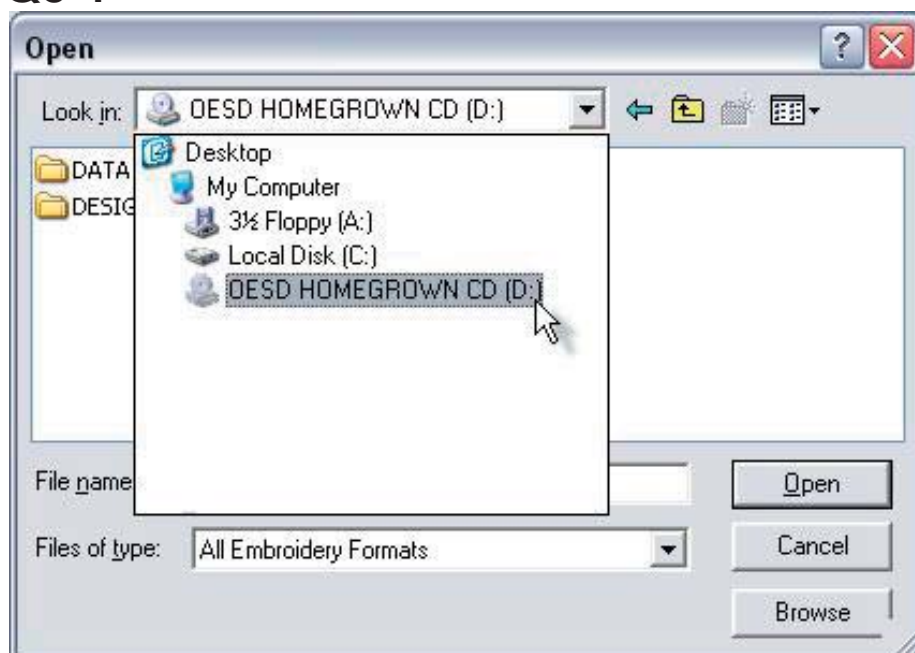 Open
Look in: OESD HOMEGROWN CD (D:)
DATA
DESIG
Desktop
My Computer
3½ Floppy (A:)
Local Disk (C:)
OESD HOMEGROWN CD (D:)
File name
Open
Files of type: All Embroidery Formats
Cancel
Browse